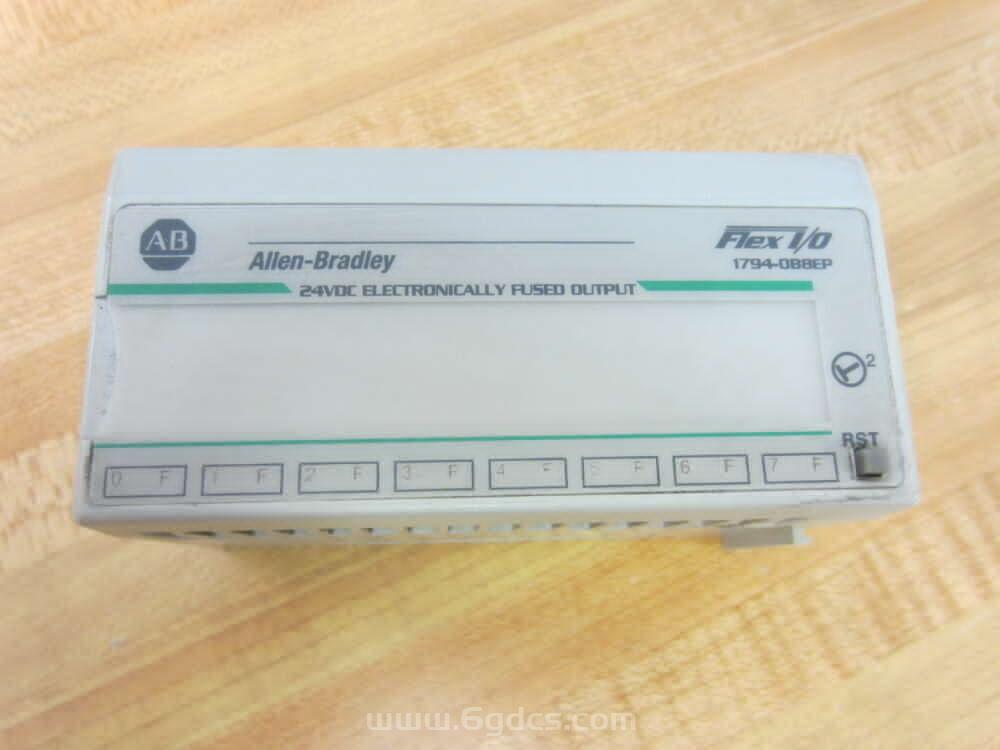 AB
Allen-Bradley
Flex I/O
1794-OB8EP
24VDC ELECTRONICALLY FUSED OUTPUT
2
RST
0 F 1 F 2 F 3 F 4 F 5 F 6 F 7 F
www.6gdcs.com